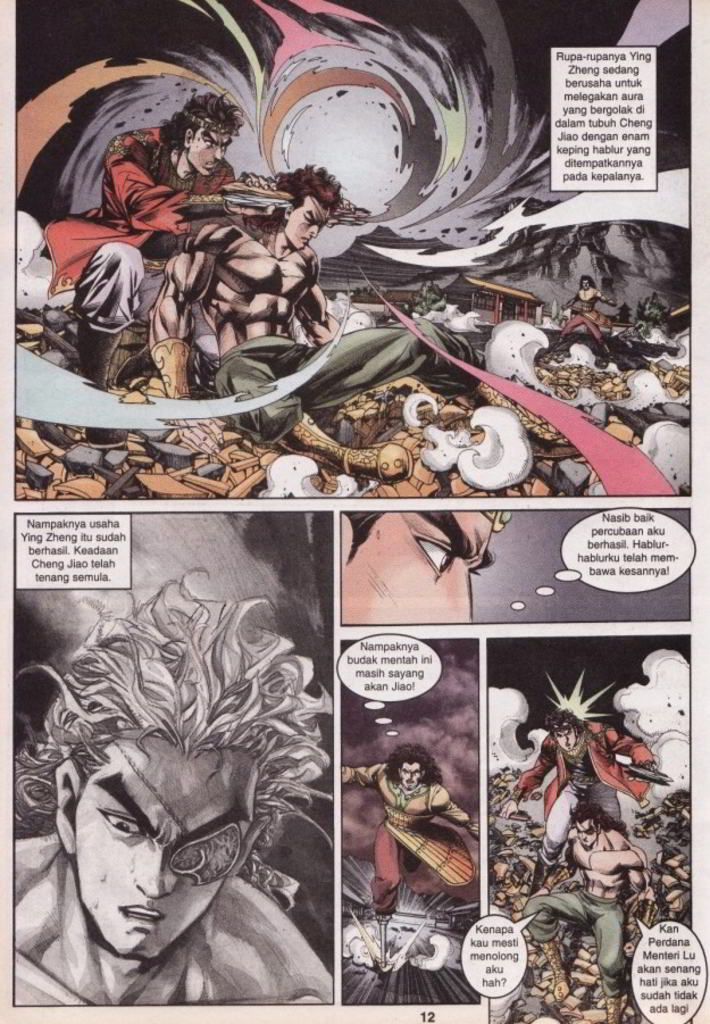 Rupa-rupanya Ying
Zheng sedang
berusaha untuk
melegakan aura
yang bergolak di
dalam tubuh Cheng
Jiao dengan enam
keping hablur yang
ditempatkannya
pada kepalanya.
Nampaknya usaha
Ying Zheng itu sudah
berhasil. Keadaan
Cheng Jiao telah
tenang semula.
Nasib baik
percubaan aku
berhasil. Hablur-
hablurku telah mem-
bawa kesannya!
Nampaknya
budak mentah ini
masih sayang
akan Jiao!
Kenapa
kau mesti
menolong
aku
hah?
Kan
Perdana
Menteri Lu
akan senang
hati jika aku
sudah tidak
ada lagi
12